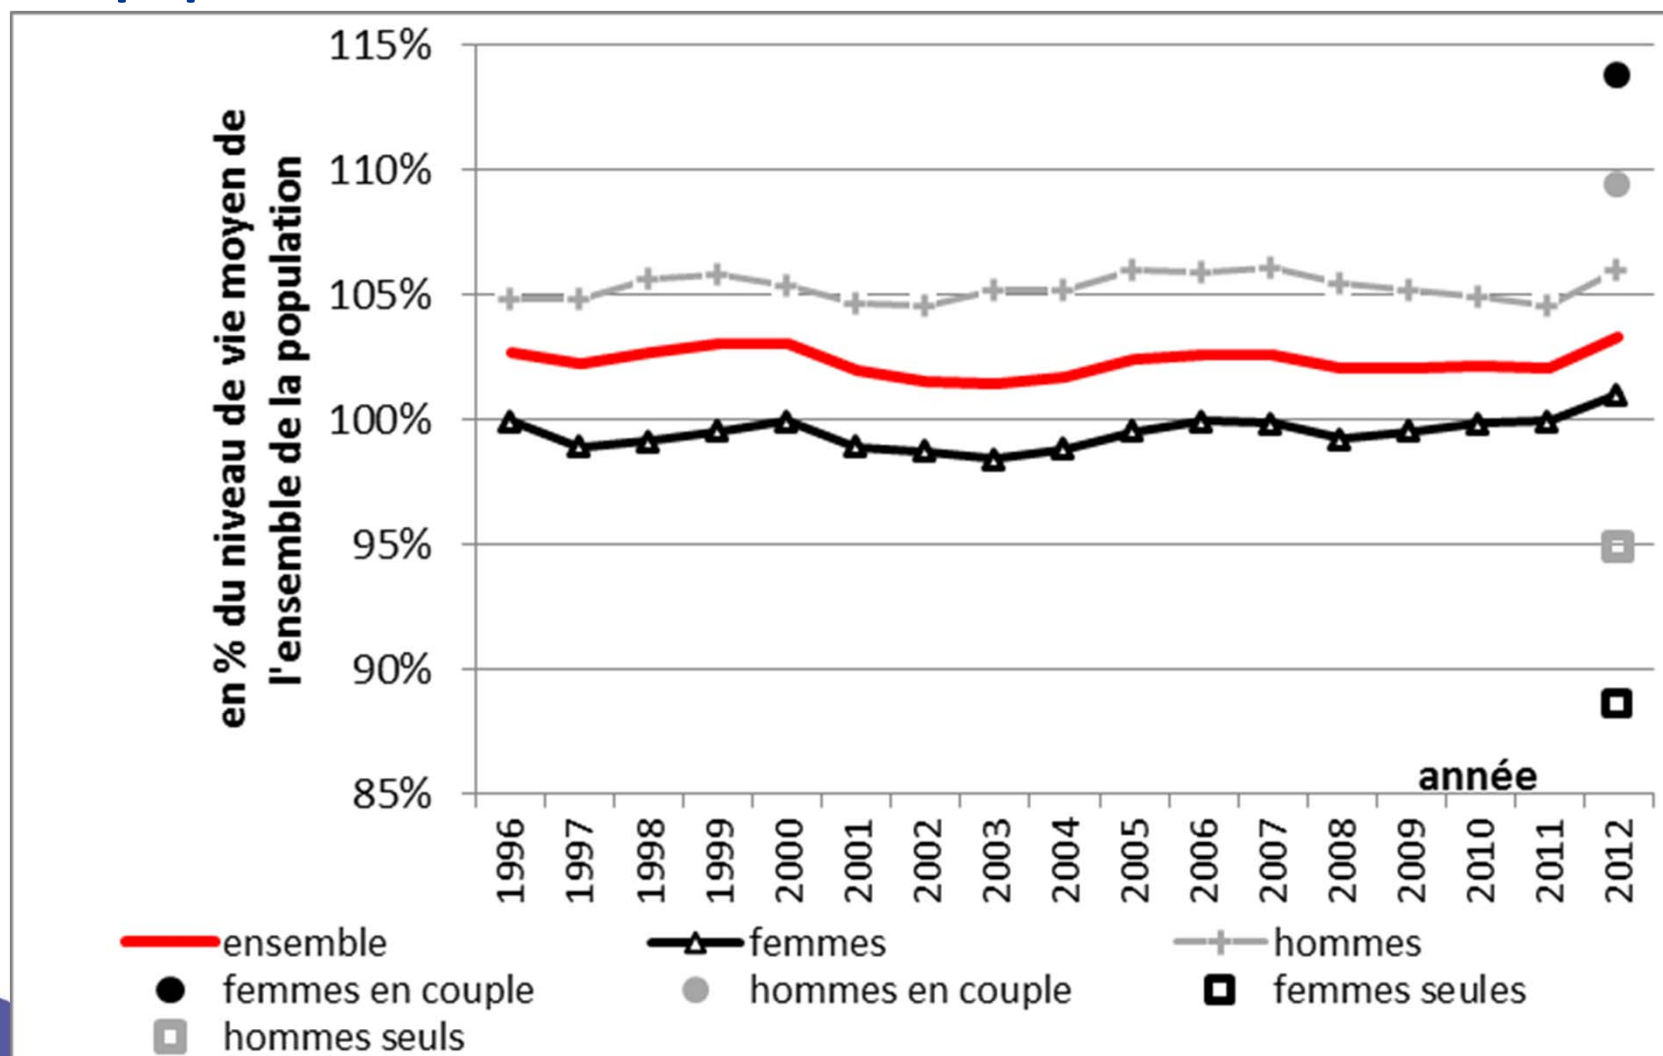 en % du niveau de vie moyen de
l'ensemble de la population
115%
110%
105%
100%
95%
90%
85%
année
1996
1997
1998
1999
2000
2001
2002
2003
2004
2005
2006
2007
2008
2009
2010
2011
2012
ensemble
femmes
hommes
femmes en couple
hommes en couple
femmes seules
hommes seuls